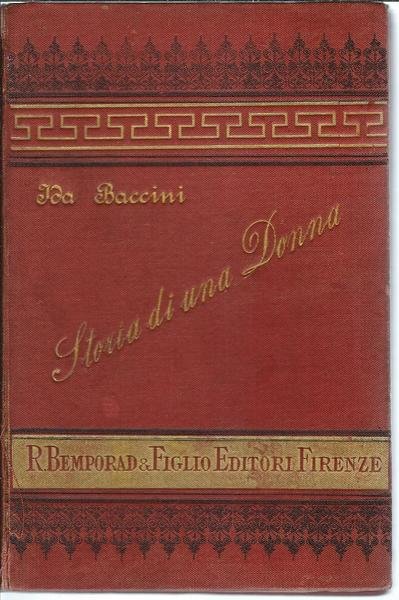 Ida Baccini
Storia di una Donna
R. BEMPORAD & FIGLIO EDITORI FIRENZE